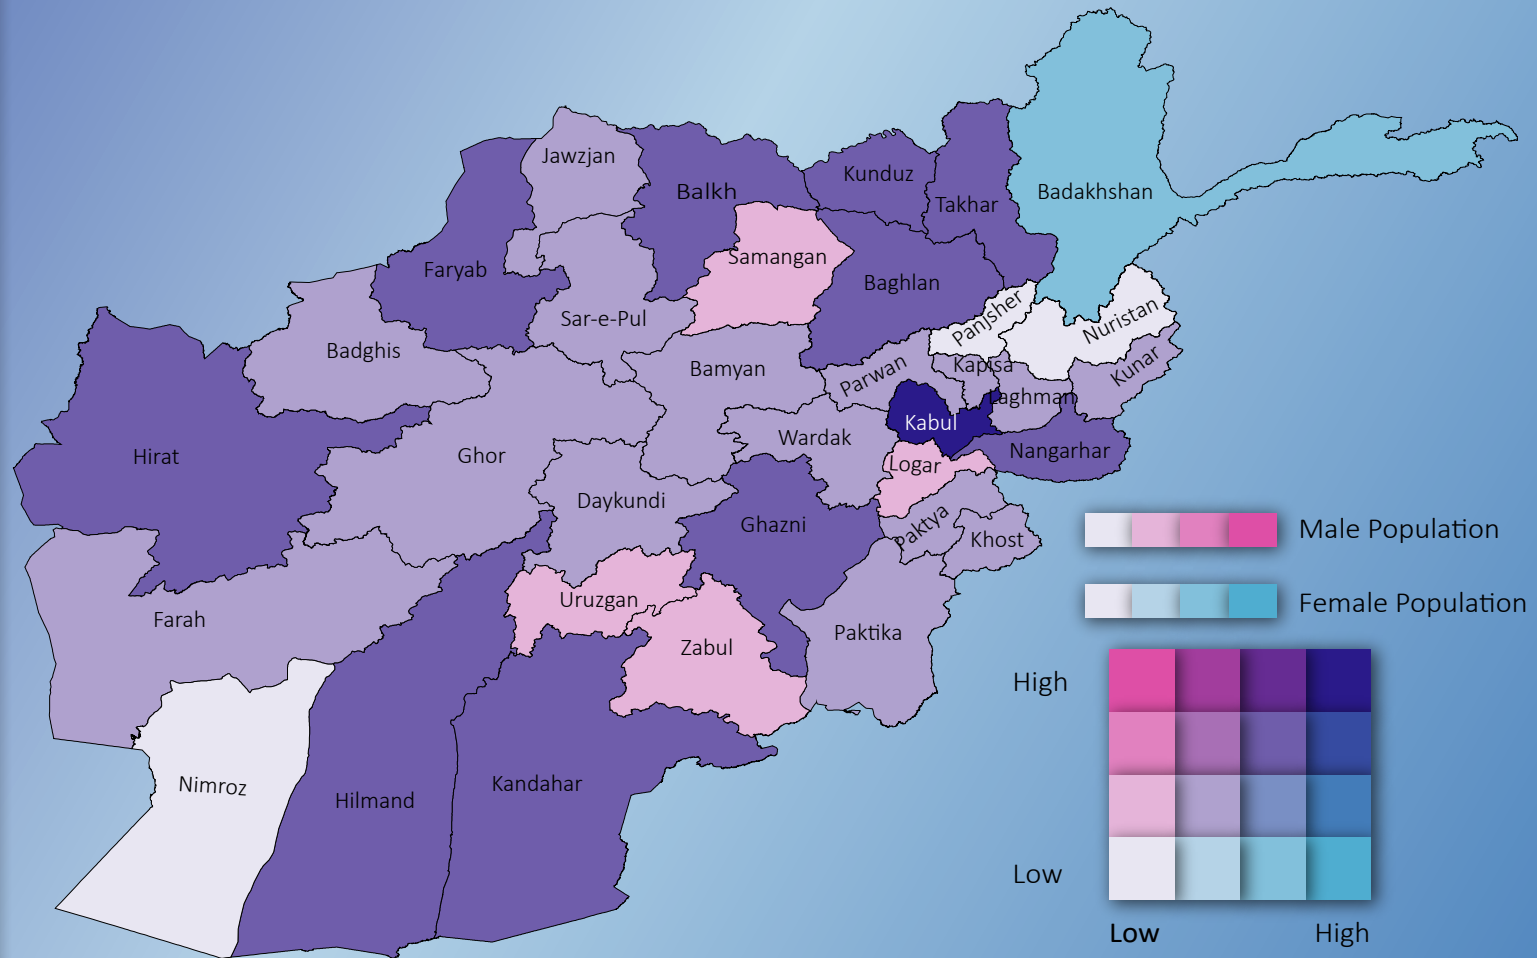 Jawzjan
Balkh
Kunduz
Takhar
Badakhshan
Faryab
Samangan
Baghlan
Sar-e-Pul
Panjsher
Nuristan
Badghis
Bamyan
Parwan
Kapisa
Kunar
Laghman
Kabul
Hirat
Ghor
Wardak
Nangarhar
Logar
Daykundi
Ghazni
Paktya
Khost
Male Population
Uruzgan
Female Population
Farah
Zabul
Paktika
High
Nimroz
Hilmand
Kandahar
Low
Low
High